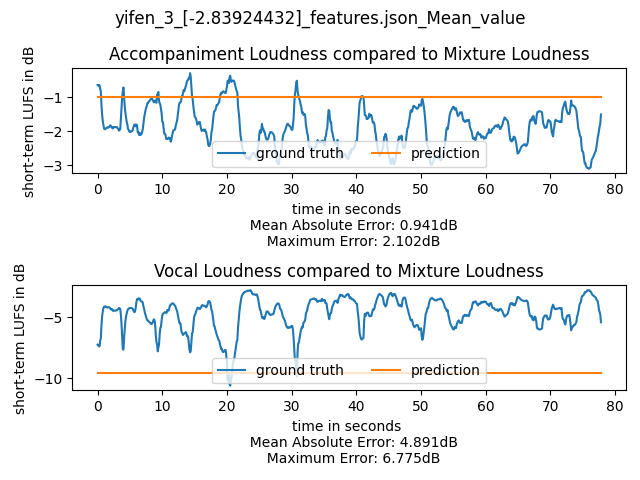 yifen_3_[-2.83924432]_features.json_Mean_value
Accompaniment Loudness compared to Mixture Loudness
short-term LUFS in dB
−1
−2
−3
ground truth
prediction
0 10 20 30 40 50 60 70 80
time in seconds
Mean Absolute Error: 0.941dB
Maximum Error: 2.102dB
Vocal Loudness compared to Mixture Loudness
short-term LUFS in dB
−5
−10
ground truth
prediction
0 10 20 30 40 50 60 70 80
time in seconds
Mean Absolute Error: 4.891dB
Maximum Error: 6.775dB